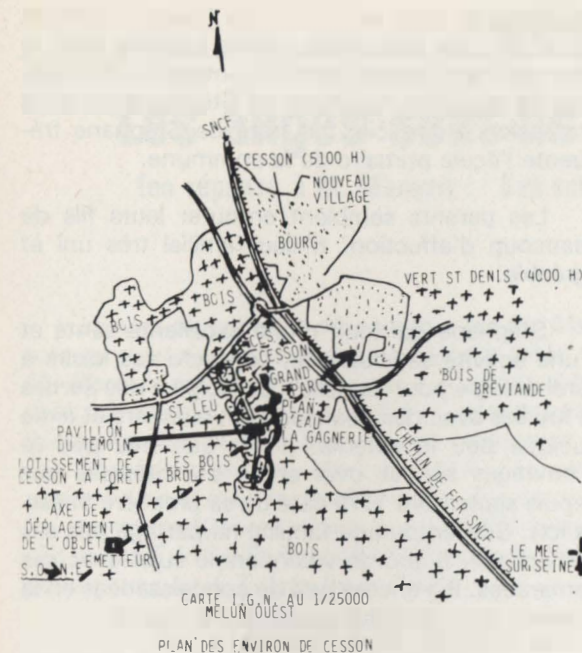 N
SNCF
CESSON (5100 H)
NOUVEAU
VILLAGE
BOURG
VERT ST DENIS (4000 H)
BOIS
BOIS
CES
CESSON
GRAND
PARC
BOIS DE
BREVIANDE
ST LEU
PLAN
D'EAU
LA GAGNERIE
PAVILLON
DU TEMOIN
LOTISSEMENT DE
CESSON LA FORET
LES BOIS
BROLES
CHEMIN DE FER SNCF
AXE DE
DEPLACEMENT
DE L'OBJET
EMETTEUR
S.O.-N.E
BOIS
LE MEE
SUR SEINE
CARTE I.G.N. AU 1/25000
MELUN OUEST
PLAN DES ENVIRON DE CESSON